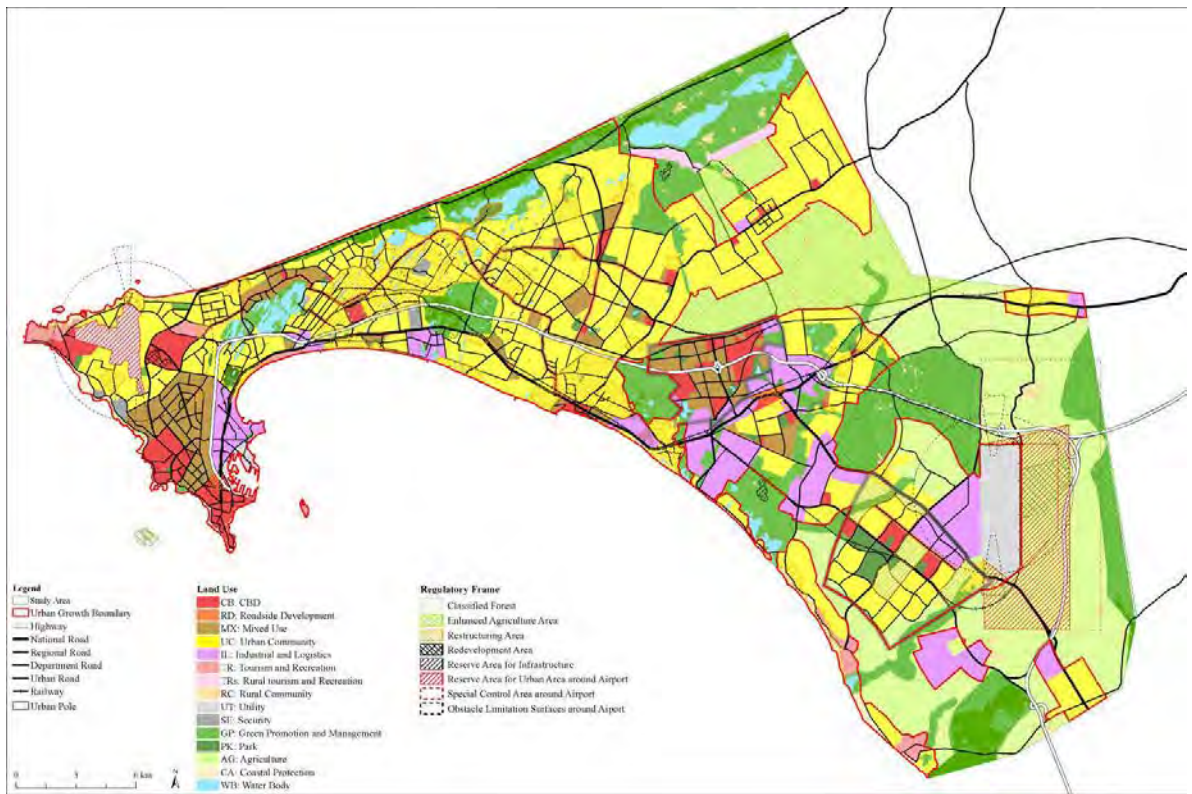 Legend
Study Area
Urban Growth Boundary
Highway
National Road
Regional Road
Department Road
Urban Road
Railway
Urban Pole
0 3 6 km
N
Land Use
CB: CBD
RD: Roadside Development
MX: Mixed Use
UC: Urban Community
IL: Industrial and Logistics
TR: Tourism and Recreation
TRs: Rural tourism and Recreation
RC: Rural Community
UT: Utility
SE: Security
GP: Green Promotion and Management
PK: Park
AG: Agriculture
CA: Coastal Protection
WB: Water Body
Regulatory Frame
Classified Forest
Enhanced Agriculture Area
Restructuring Area
Redevelopment Area
Reserve Area for Infrastructure
Reserve Area for Urban Area around Airport
Special Control Area around Airport
Obstacle Limitation Surfaces around Aiport